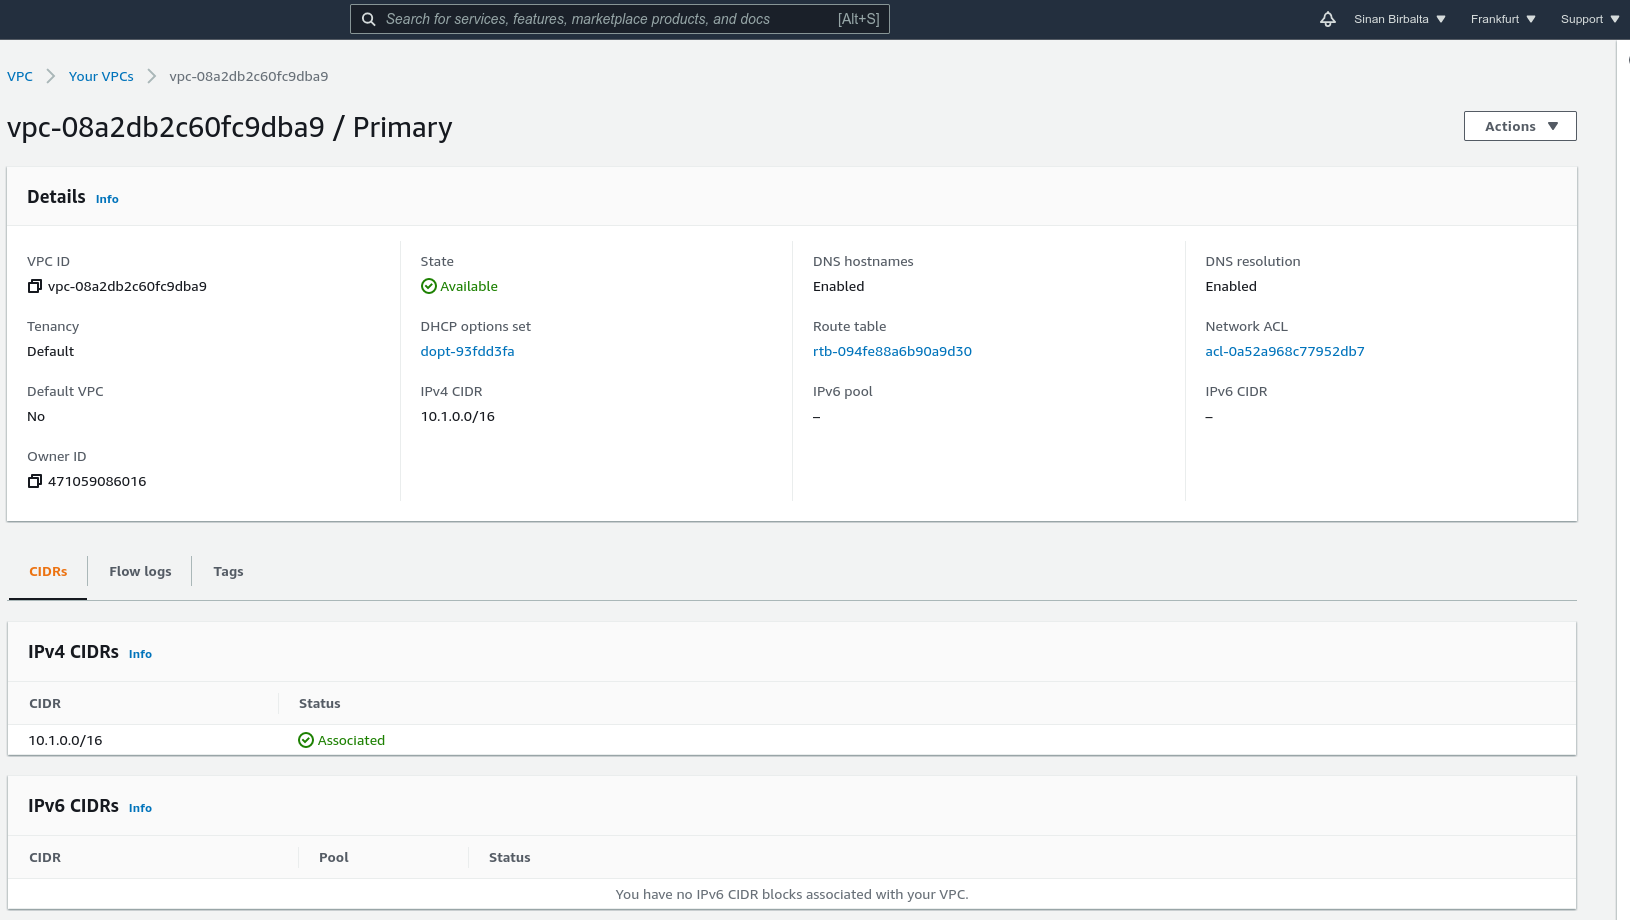 Search for services, features, marketplace products, and docs [Alt+S] Sinan Birbalta Frankfurt Support
VPC Your VPCs vpc-08a2db2c60fc9dba9
vpc-08a2db2c60fc9dba9 / Primary Actions
Details Info
VPC ID State DNS hostnames DNS resolution
vpc-08a2db2c60fc9dba9 Available Enabled Enabled
Tenancy DHCP options set Route table Network ACL
Default dopt-93fdd3fa rtb-094fe88a6b90a9d30 acl-0a52a968c77952db7
Default VPC IPv4 CIDR IPv6 pool IPv6 CIDR
No 10.1.0.0/16 – –
Owner ID
471059086016
CIDRs Flow logs Tags
IPv4 CIDRs Info
CIDR Status
10.1.0.0/16 Associated
IPv6 CIDRs Info
CIDR Pool Status
You have no IPv6 CIDR blocks associated with your VPC.